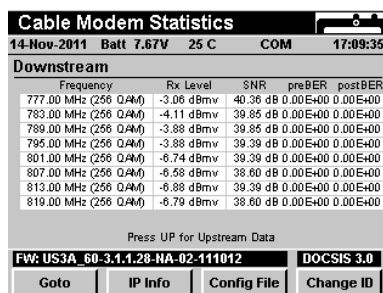 Cable Modem Statistics
14-Nov-2011 Batt 7.67V 25 C COM 17:09:35
Downstream
Frequency Rx Level SNR preBER postBER
777.00 MHz (256 QAM) -3.06 dBmv 40.36 dB 0.00E+00 0.00E+00
783.00 MHz (256 QAM) -4.11 dBmv 39.85 dB 0.00E+00 0.00E+00
789.00 MHz (256 QAM) -3.88 dBmv 39.85 dB 0.00E+00 0.00E+00
795.00 MHz (256 QAM) -3.88 dBmv 39.39 dB 0.00E+00 0.00E+00
801.00 MHz (256 QAM) -6.74 dBmv 39.39 dB 0.00E+00 0.00E+00
807.00 MHz (256 QAM) -6.58 dBmv 38.60 dB 0.00E+00 0.00E+00
813.00 MHz (256 QAM) -6.88 dBmv 39.39 dB 0.00E+00 0.00E+00
819.00 MHz (256 QAM) -6.79 dBmv 38.60 dB 0.00E+00 0.00E+00
Press UP for Upstream Data
FW: US3A_60-3.1.1.28-NA-02-111012 DOCSIS 3.0
Goto IP Info Config File Change ID